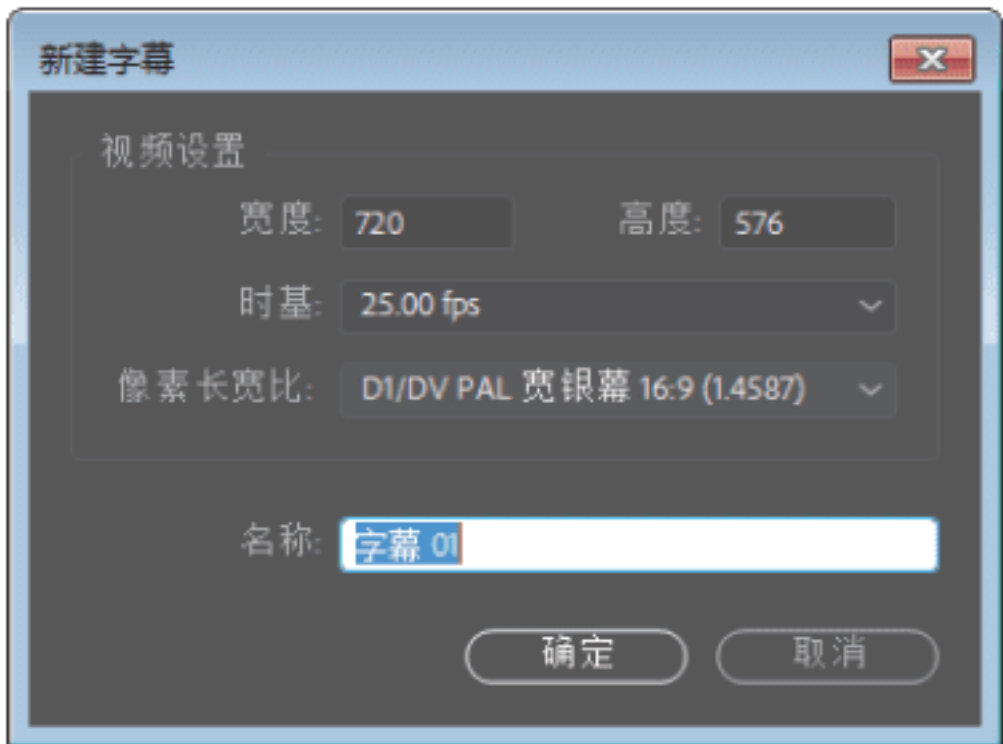 新建字幕
视频设置
宽度: 720 高度: 576
时基: 25.00 fps
像素长宽比: D1/DV PAL 宽银幕 16:9 (1.4587)
名称: 字幕 01
确定 取消